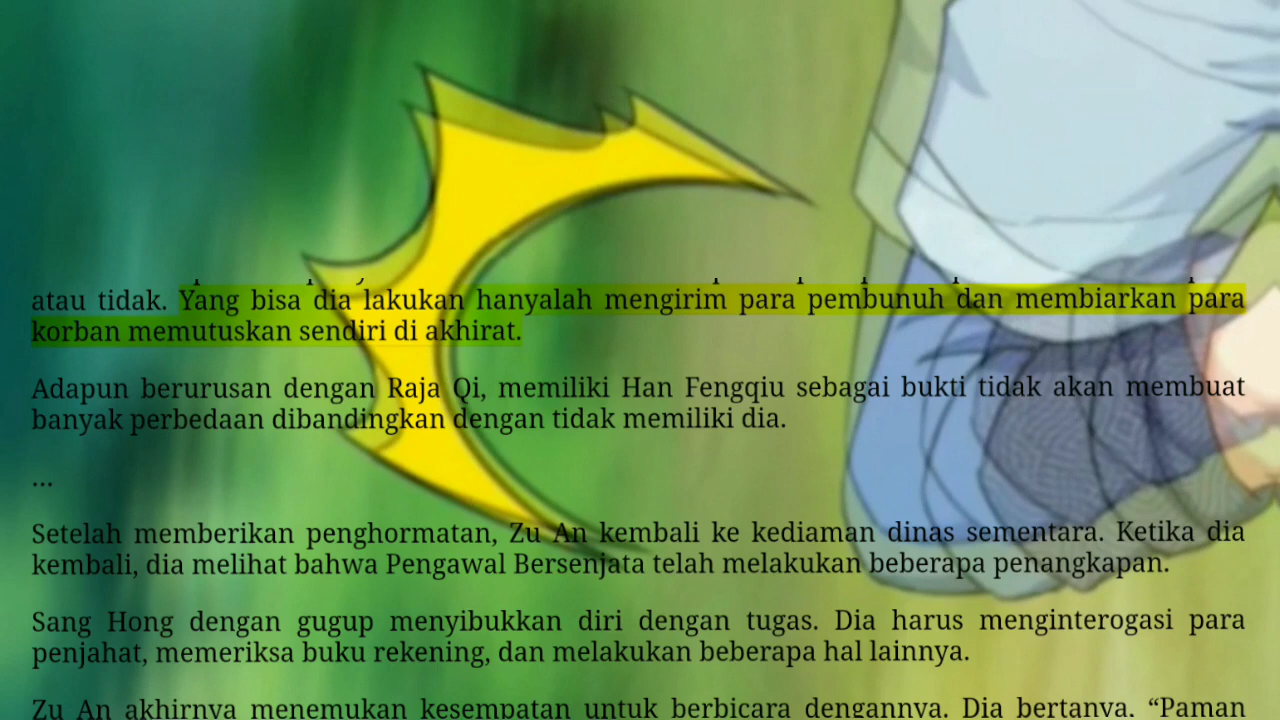 atau tidak. Yang bisa dia lakukan hanyalah mengirim para pembunuh dan membiarkan para
korban memutuskan sendiri di akhirat.
Adapun berurusan dengan Raja Qi, memiliki Han Fengqiu sebagai bukti tidak akan membuat
banyak perbedaan dibandingkan dengan tidak memiliki dia.
...
Setelah memberikan penghormatan, Zu An kembali ke kediaman dinas sementara. Ketika dia
kembali, dia melihat bahwa Pengawal Bersenjata telah melakukan beberapa penangkapan.
Sang Hong dengan gugup menyibukkan diri dengan tugas. Dia harus menginterogasi para
penjahat, memeriksa buku rekening, dan melakukan beberapa hal lainnya.
Zu An akhirnya menemukan kesempatan untuk berbicara dengannya. Dia bertanya, “Paman